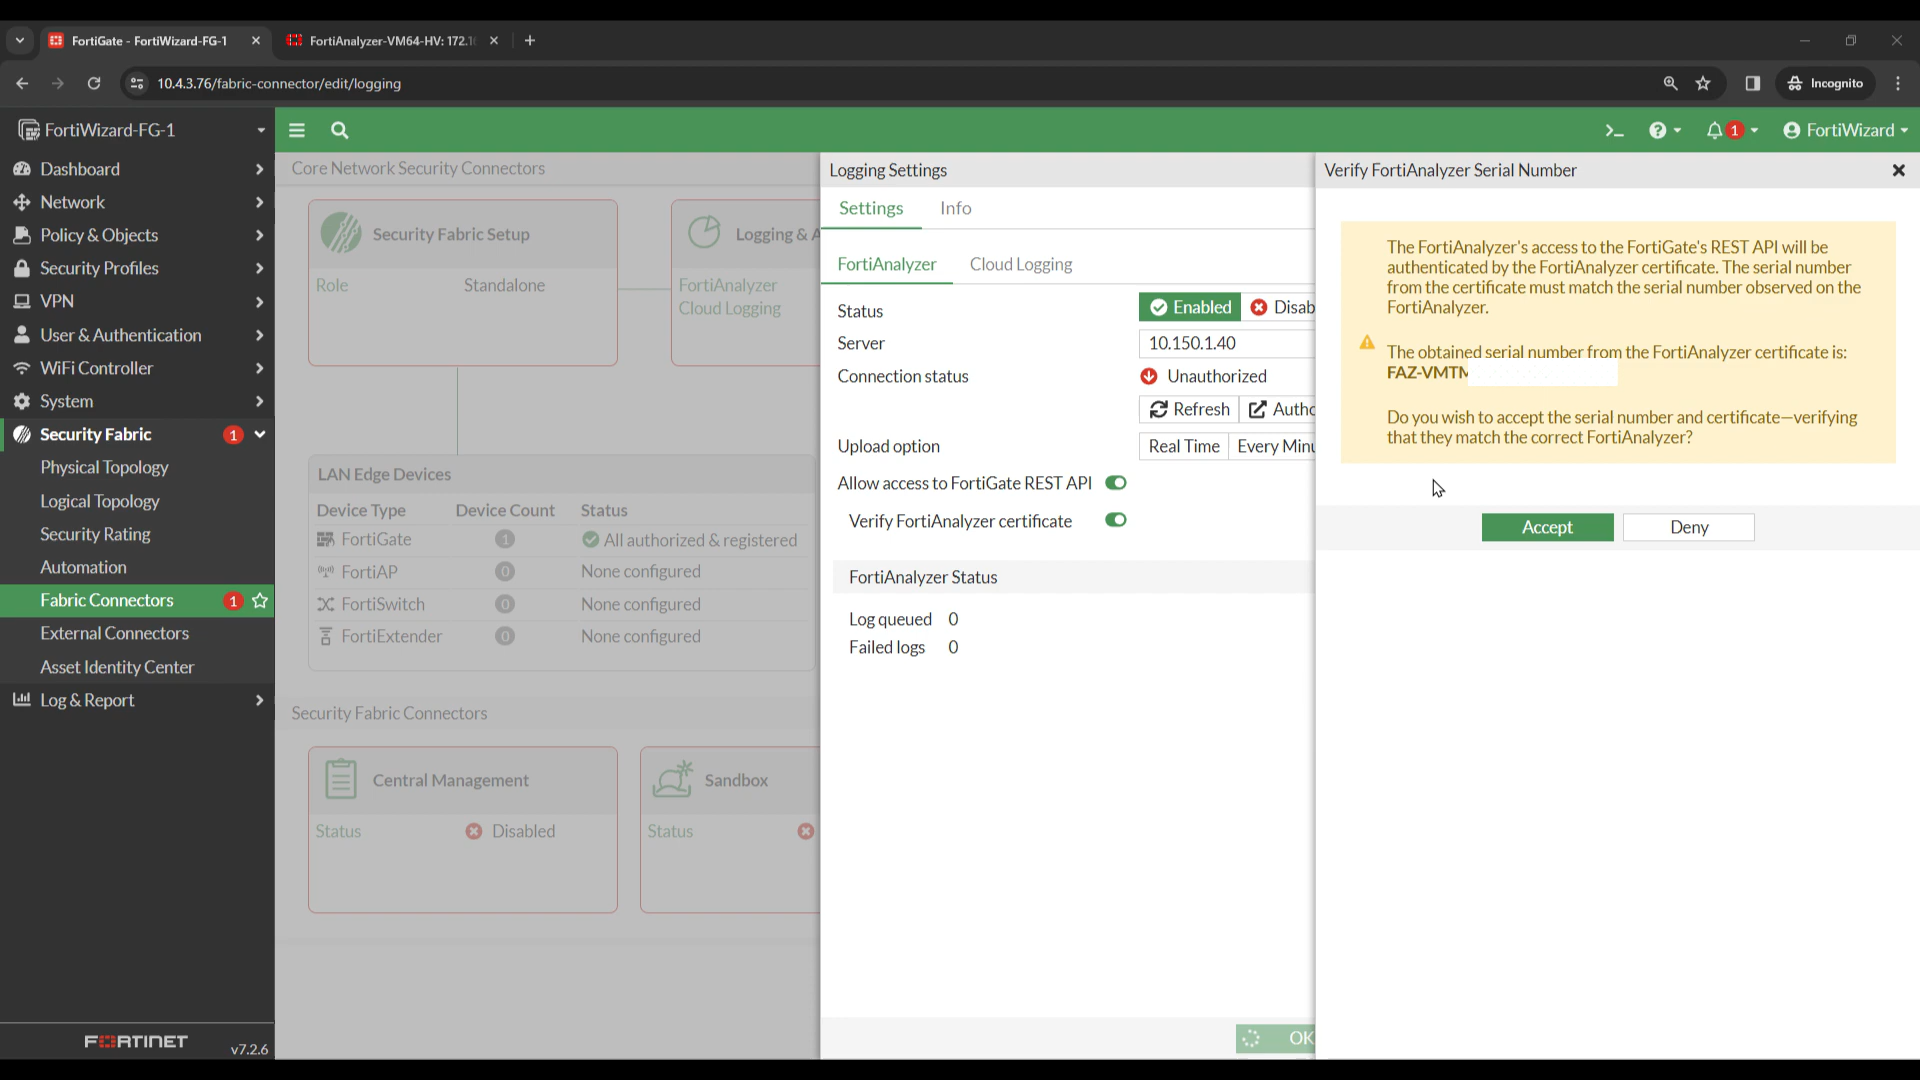 FortiGate - FortiWizard-FG-1
FortiAnalyzer-VM64-HV: 172.1
10.4.3.76/fabric-connector/edit/logging
Incognito
FortiWizard-FG-1
1
FortiWizard
Dashboard
Network
Policy & Objects
Security Profiles
VPN
User & Authentication
WiFi Controller
System
Security Fabric
1
Physical Topology
Logical Topology
Security Rating
Automation
Fabric Connectors
1
External Connectors
Asset Identity Center
Log & Report
FORTINET
v7.2.6
Core Network Security Connectors
Security Fabric Setup
Role
Standalone
Logging & A
FortiAnalyzer
Cloud Logging
LAN Edge Devices
Device Type
Device Count
Status
FortiGate
1
All authorized & registered
FortiAP
0
None configured
FortiSwitch
0
None configured
FortiExtender
0
None configured
Security Fabric Connectors
Central Management
Status
Disabled
Sandbox
Status
Logging Settings
Settings
Info
FortiAnalyzer
Cloud Logging
Status
Enabled
Disab
Server
10.150.1.40
Connection status
Unauthorized
Refresh
Autho
Upload option
Real Time
Every Minu
Allow access to FortiGate REST API
Verify FortiAnalyzer certificate
FortiAnalyzer Status
Log queued
0
Failed logs
0
OK
Verify FortiAnalyzer Serial Number
The FortiAnalyzer's access to the FortiGate's REST API will be
authenticated by the FortiAnalyzer certificate. The serial number
from the certificate must match the serial number observed on the
FortiAnalyzer.
The obtained serial number from the FortiAnalyzer certificate is:
FAZ-VMTM
Do you wish to accept the serial number and certificate—verifying
that they match the correct FortiAnalyzer?
Accept
Deny